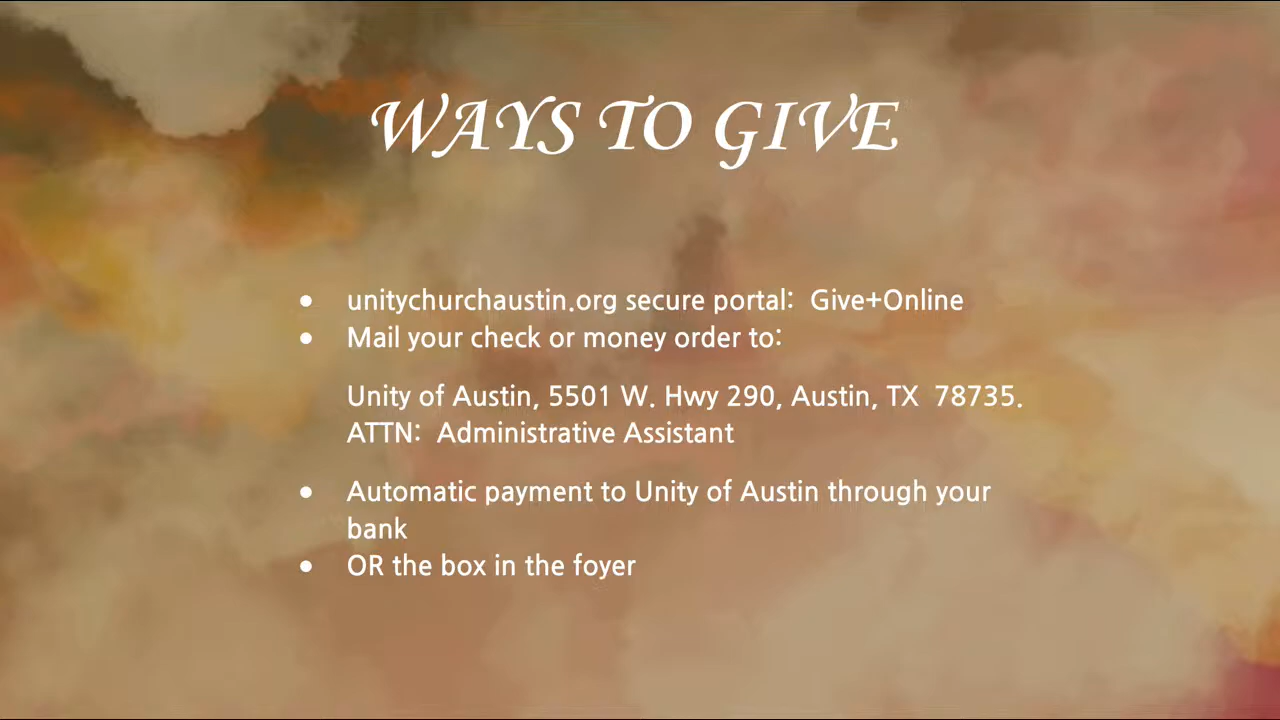 WAYS TO GIVE
• unitychurchaustin.org secure portal:  Give+Online
• Mail your check or money order to:
Unity of Austin, 5501 W. Hwy 290, Austin, TX  78735.
ATTN:  Administrative Assistant
• Automatic payment to Unity of Austin through your
bank
• OR the box in the foyer